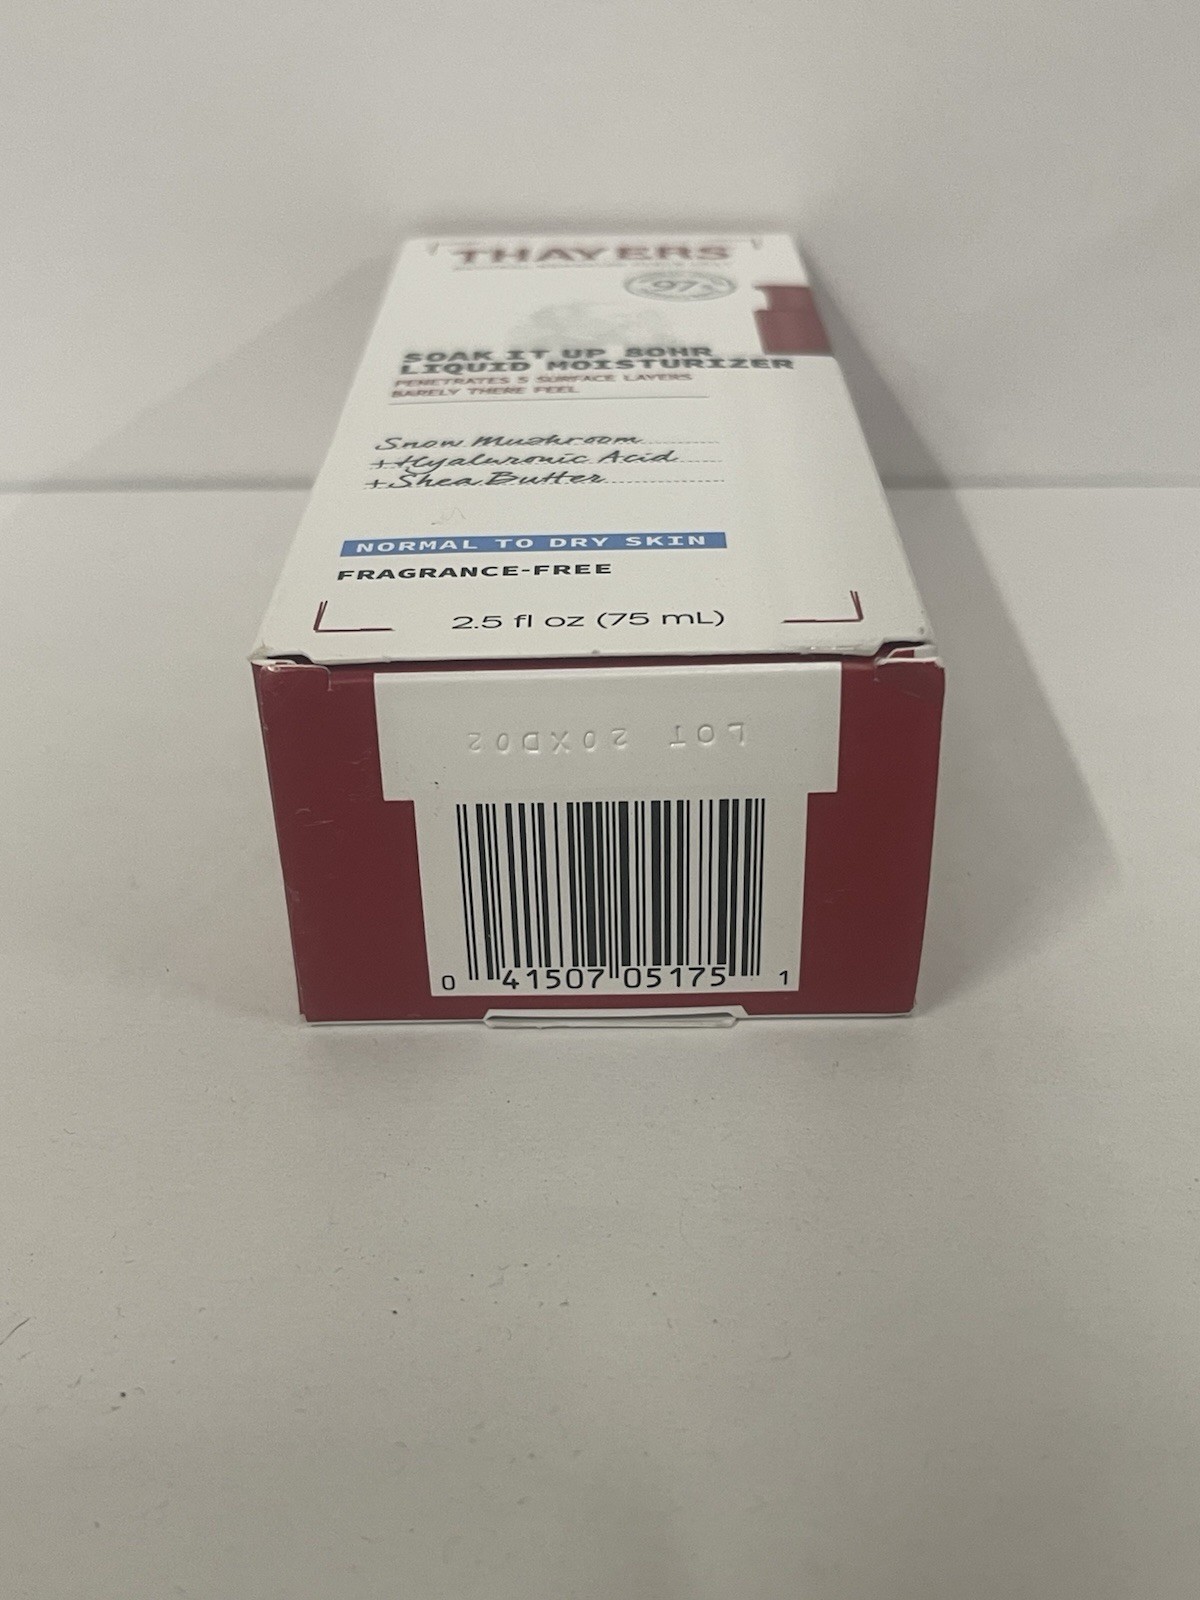 THAYERS
97%
SOAK IT UP 80HR
LIQUID MOISTURIZER
PENETRATES 5 SURFACE LAYERS
BARELY THERE FEEL
Snow Mushroom
+Hyaluronic Acid
+Shea Butter
NORMAL TO DRY SKIN
FRAGRANCE-FREE
2.5 fl oz (75 mL)
LOT 20XD02
0 41507 05175 1